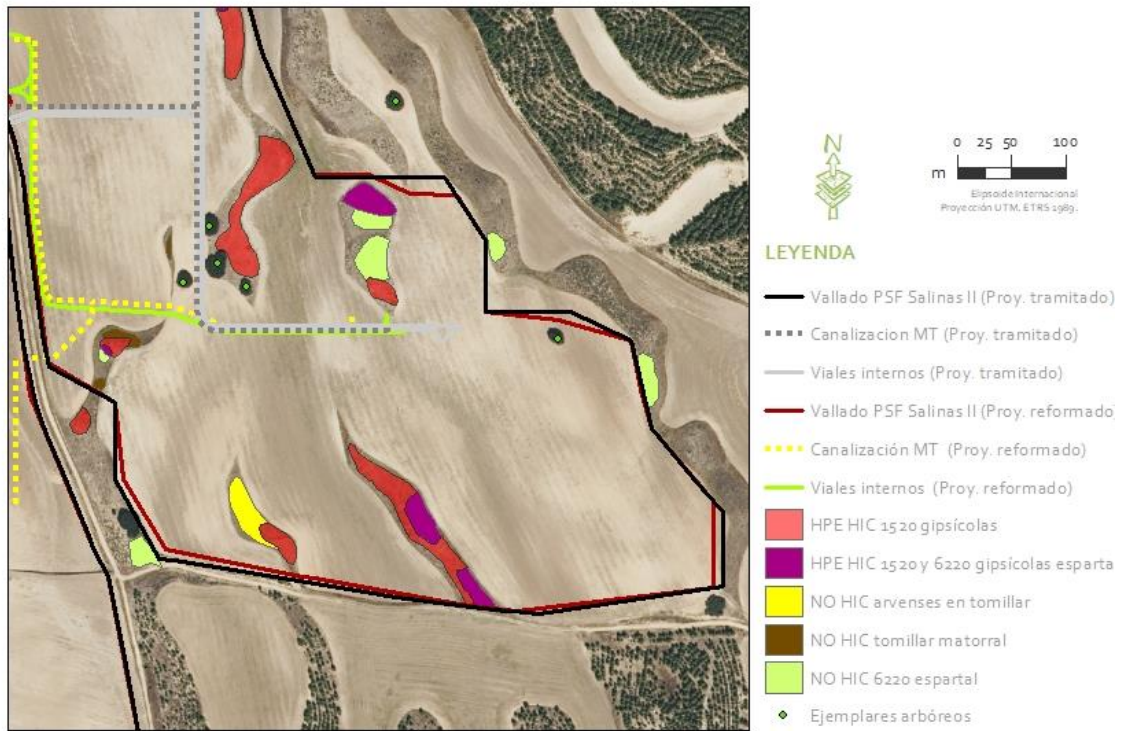 N
0 25 50 100
m
Elipsoide Internacional
Proyección UTM. ETRS 1989.
LEYENDA
Vallado PSF Salinas II (Proy. tramitado)
Canalizacion MT (Proy. tramitado)
Viales internos (Proy. tramitado)
Vallado PSF Salinas II (Proy. reformado)
Canalización MT (Proy. reformado)
Viales internos (Proy. reformado)
HPE HIC 1520 gipsícolas
HPE HIC 1520 y 6220 gipsícolas esparta
NO HIC arvenses en tomillar
NO HIC tomillar matorral
NO HIC 6220 espartal
Ejemplares arbóreos